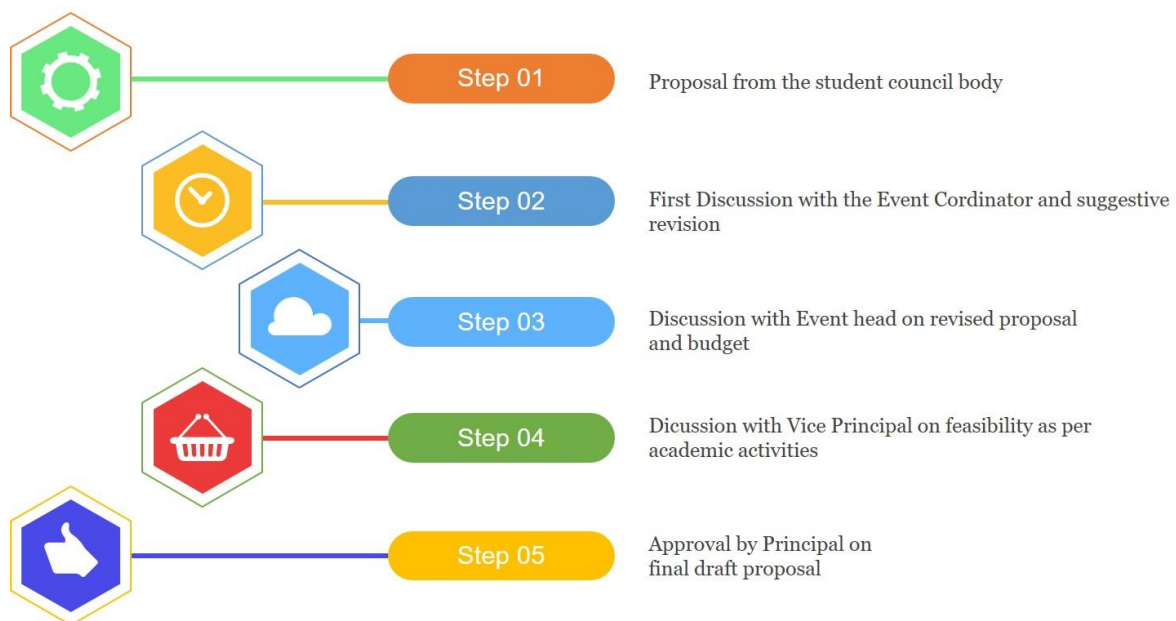 Step 01
Proposal from the student council body
Step 02
First Discussion with the Event Cordinator and suggestive
revision
Step 03
Discussion with Event head on revised proposal
and budget
Step 04
Dicussion with Vice Principal on feasibility as per
academic activities
Step 05
Approval by Principal on
final draft proposal